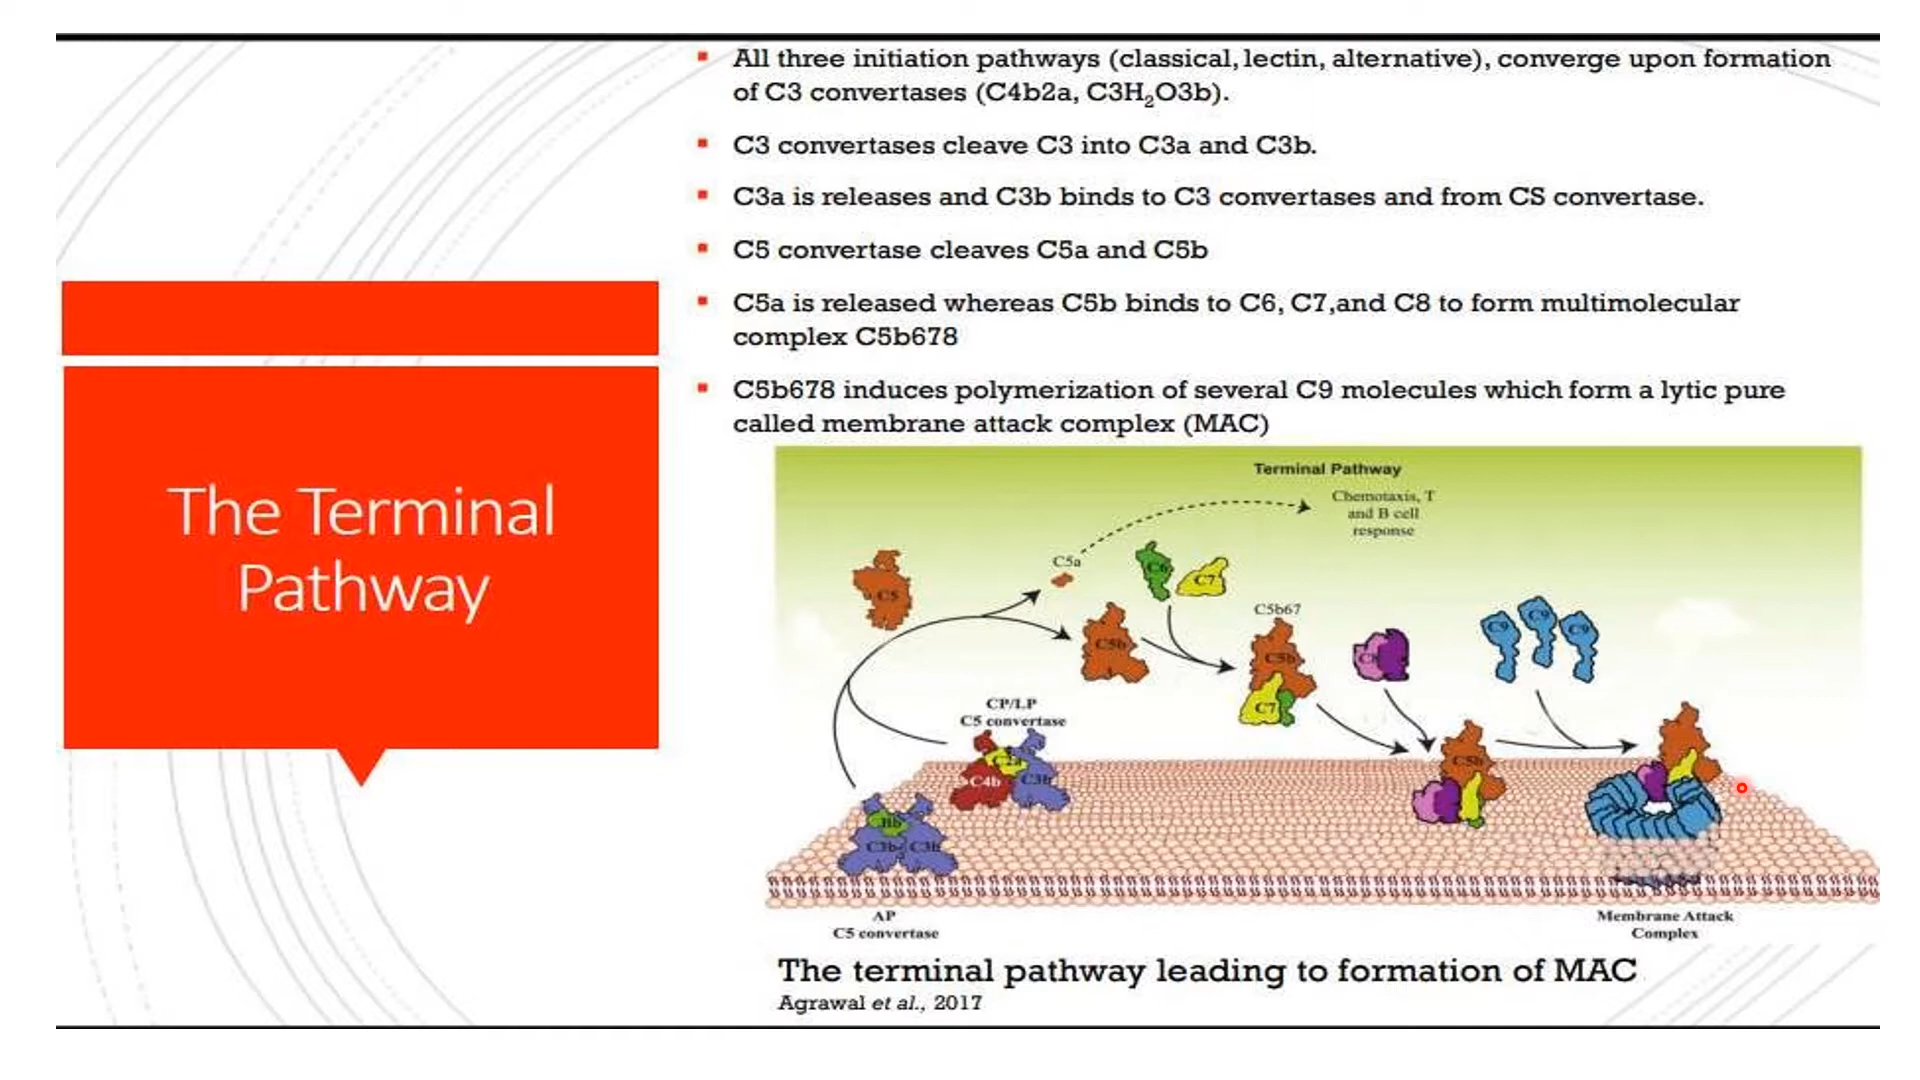 All three initiation pathways (classical, lectin, alternative), converge upon formation
of C3 convertases (C4b2a, C3H₂O3b).
C3 convertases cleave C3 into C3a and C3b.
C3a is releases and C3b binds to C3 convertases and from CS convertase.
C5 convertase cleaves C5a and C5b
C5a is released whereas C5b binds to C6, C7,and C8 to form multimolecular
complex C5b678
C5b678 induces polymerization of several C9 molecules which form a lytic pure
called membrane attack complex (MAC)
The Terminal
Pathway
Terminal Pathway
Chemotaxis, T
and B cell
response
C5a
C5
C6
C7
C5b
C5b67
C5b
C7
C8
C9
C9
C9
CP/LP
C5 convertase
C2a
C4b
C3b
C5b
Bb
C3b
C3b
AP
C5 convertase
Membrane Attack
Complex
The terminal pathway leading to formation of MAC
Agrawal et al., 2017